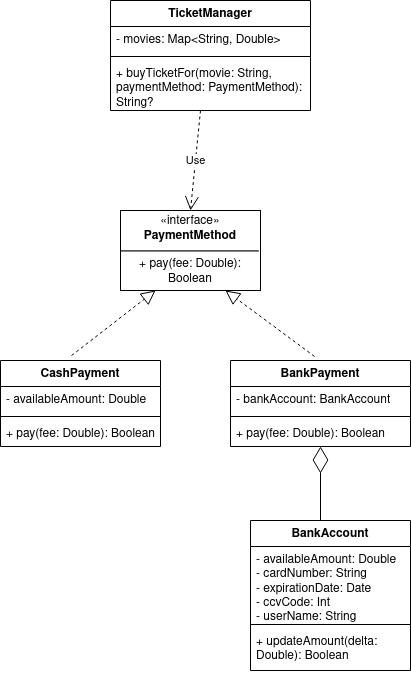 TicketManager
- movies: Map<String, Double>
+ buyTicketFor(movie: String,
paymentMethod: PaymentMethod):
String?
Use
«interface»
PaymentMethod
+ pay(fee: Double):
Boolean
CashPayment
- availableAmount: Double
+ pay(fee: Double): Boolean
BankPayment
- bankAccount: BankAccount
+ pay(fee: Double): Boolean
BankAccount
- availableAmount: Double
- cardNumber: String
- expirationDate: Date
- ccvCode: Int
- userName: String
+ updateAmount(delta:
Double): Boolean